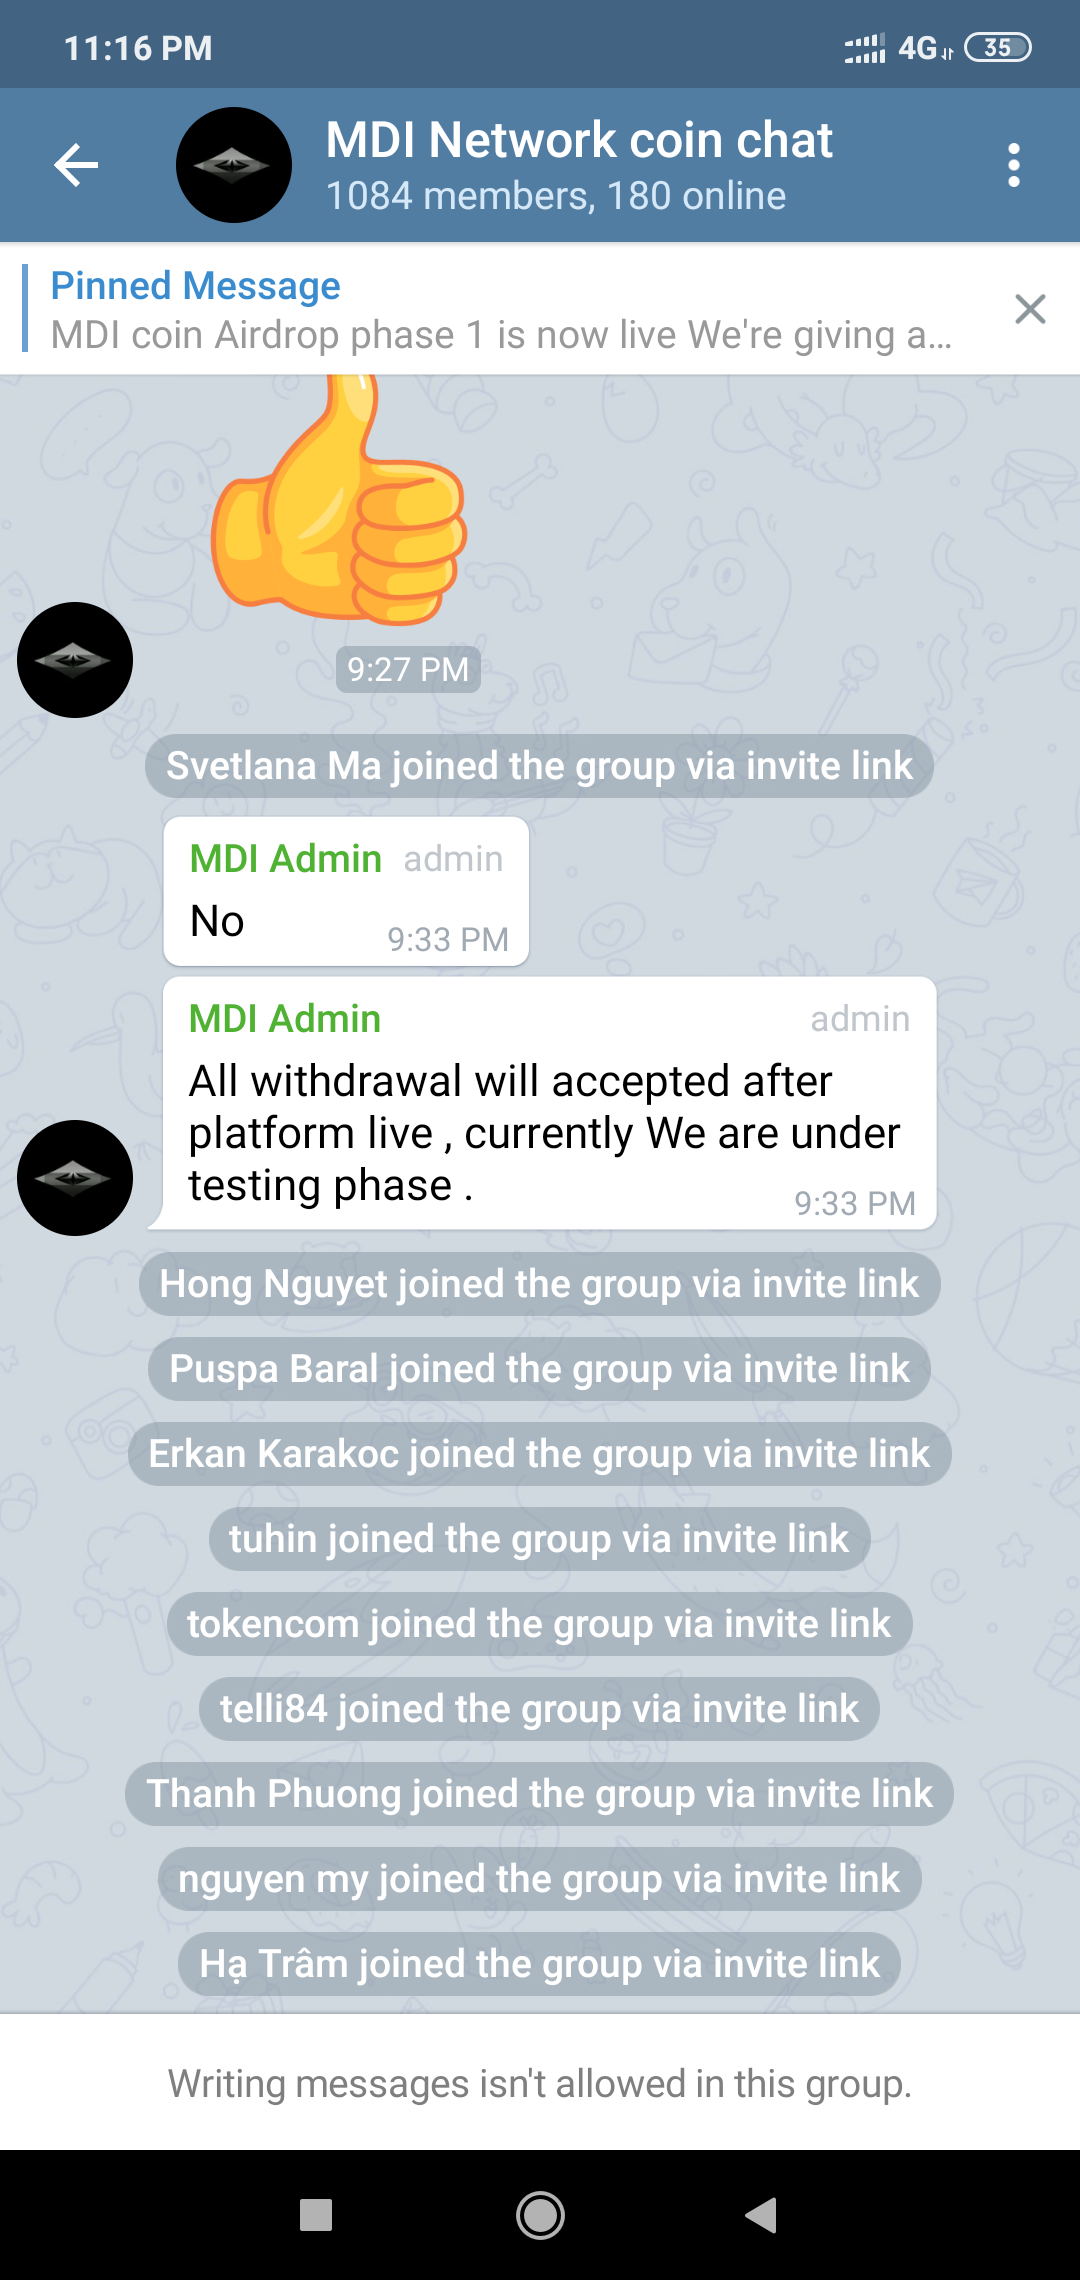 11:16 PM
4G
35
MDI Network coin chat
1084 members, 180 online
Pinned Message
MDI coin Airdrop phase 1 is now live We're giving a...
9:27 PM
Svetlana Ma joined the group via invite link
MDI Admin admin
No
9:33 PM
MDI Admin admin
All withdrawal will accepted after
platform live , currently We are under
testing phase .
9:33 PM
Hong Nguyet joined the group via invite link
Puspa Baral joined the group via invite link
Erkan Karakoc joined the group via invite link
tuhin joined the group via invite link
tokencom joined the group via invite link
telli84 joined the group via invite link
Thanh Phuong joined the group via invite link
nguyen my joined the group via invite link
Hạ Trâm joined the group via invite link
Writing messages isn't allowed in this group.